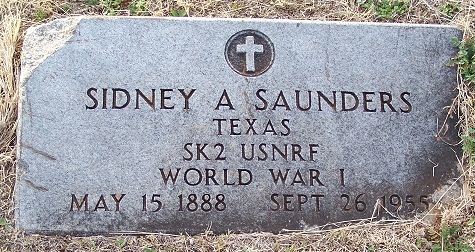 SIDNEY A SAUNDERS
TEXAS
SK2 USNRF
WORLD WAR I
MAY 15 1888 SEPT 26 1955